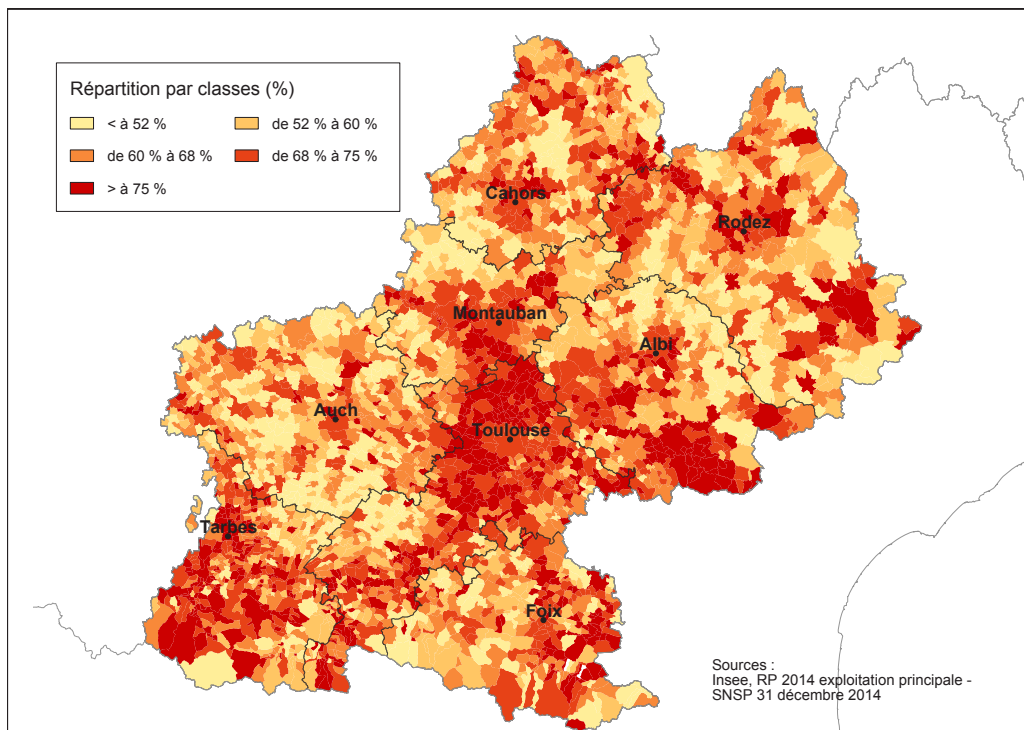 Répartition par classes (%)
< à 52 %
de 52 % à 60 %
de 60 % à 68 %
de 68 % à 75 %
> à 75 %
Cahors
Rodez
Montauban
Albi
Auch
Toulouse
Tarbes
Foix
Sources :
Insee, RP 2014 exploitation principale -
SNSP 31 décembre 2014